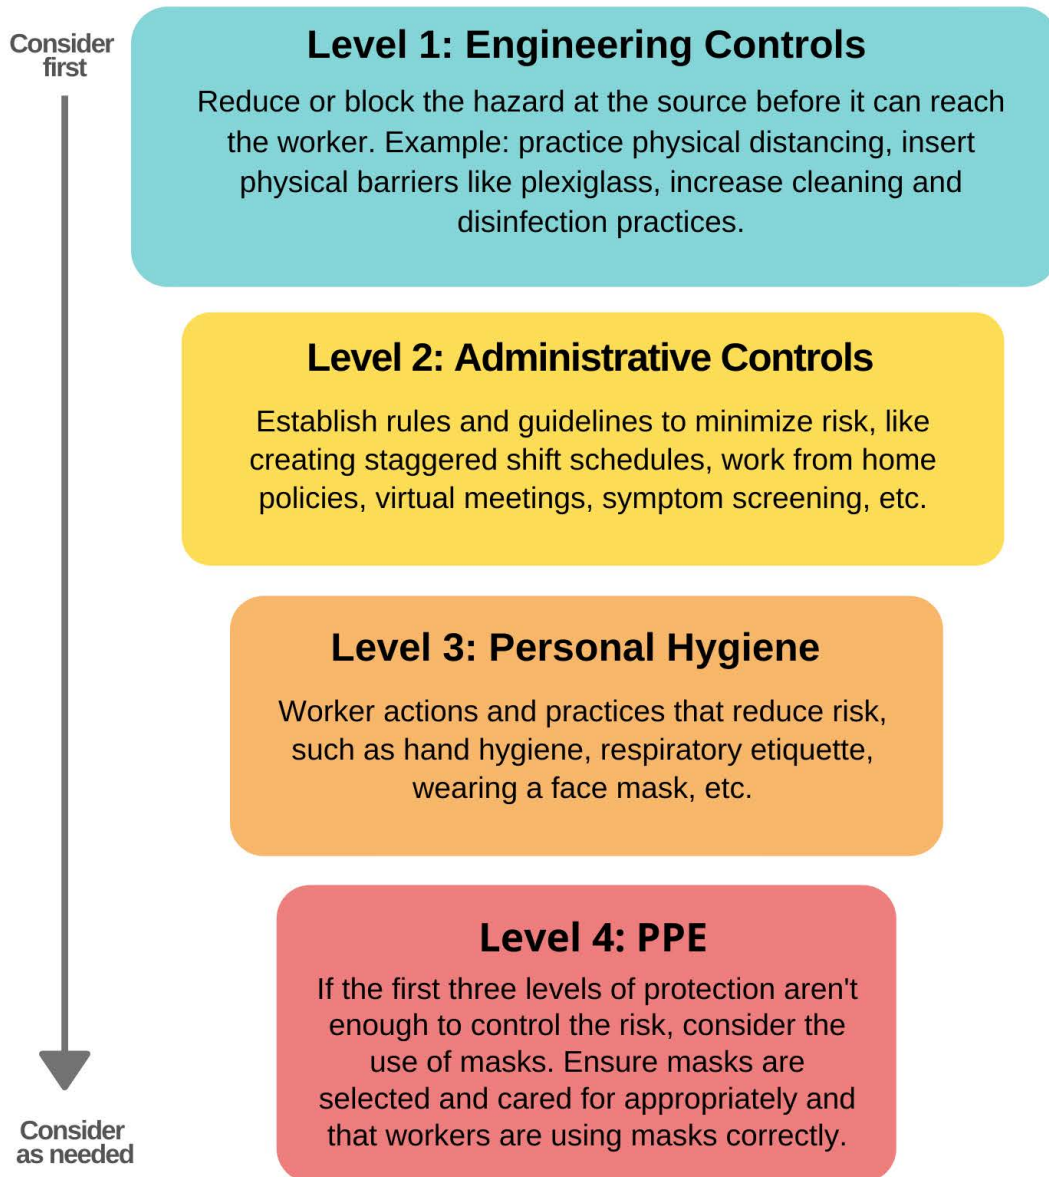 Consider
first
Level 1: Engineering Controls
Reduce or block the hazard at the source before it can reach
the worker. Example: practice physical distancing, insert
physical barriers like plexiglass, increase cleaning and
disinfection practices.
Level 2: Administrative Controls
Establish rules and guidelines to minimize risk, like
creating staggered shift schedules, work from home
policies, virtual meetings, symptom screening, etc.
Level 3: Personal Hygiene
Worker actions and practices that reduce risk,
such as hand hygiene, respiratory etiquette,
wearing a face mask, etc.
Level 4: PPE
If the first three levels of protection aren't
enough to control the risk, consider the
use of masks. Ensure masks are
selected and cared for appropriately and
that workers are using masks correctly.
Consider
as needed